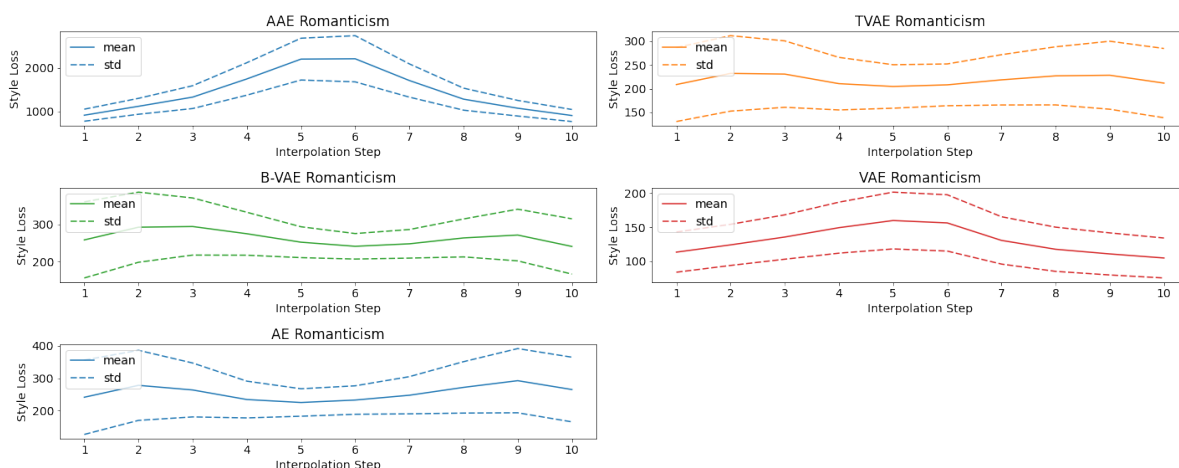 AAE Romanticism
mean
std
Style Loss
2000
1000
1 2 3 4 5 6 7 8 9 10
Interpolation Step
TVAE Romanticism
mean
std
Style Loss
300
250
200
150
1 2 3 4 5 6 7 8 9 10
Interpolation Step
B-VAE Romanticism
mean
std
Style Loss
300
200
1 2 3 4 5 6 7 8 9 10
Interpolation Step
VAE Romanticism
mean
std
Style Loss
200
150
100
1 2 3 4 5 6 7 8 9 10
Interpolation Step
AE Romanticism
mean
std
Style Loss
400
300
200
1 2 3 4 5 6 7 8 9 10
Interpolation Step